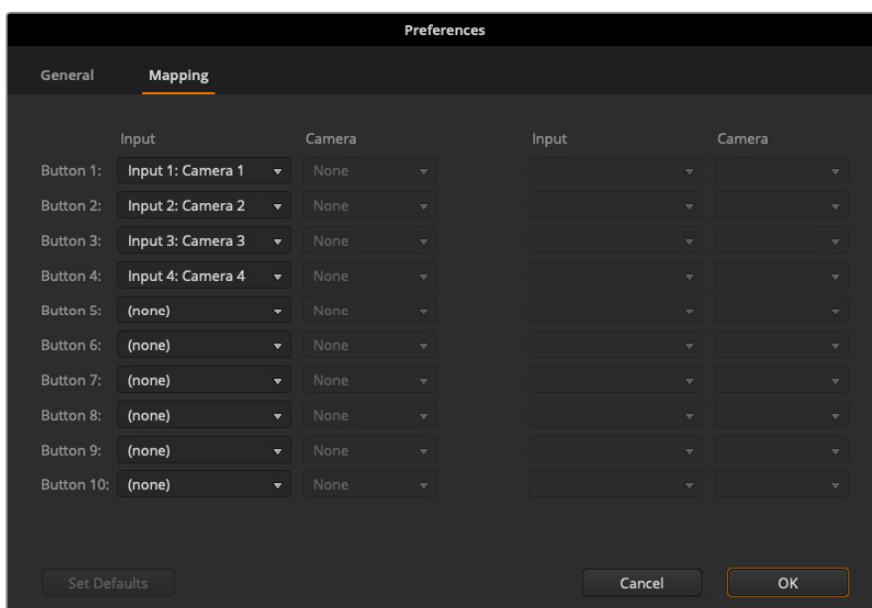 Preferences
General Mapping
Input Camera Input Camera
Button 1: Input 1: Camera 1 None
Button 2: Input 2: Camera 2 None
Button 3: Input 3: Camera 3 None
Button 4: Input 4: Camera 4 None
Button 5: (none) None
Button 6: (none) None
Button 7: (none) None
Button 8: (none) None
Button 9: (none) None
Button 10: (none) None
Set Defaults Cancel OK